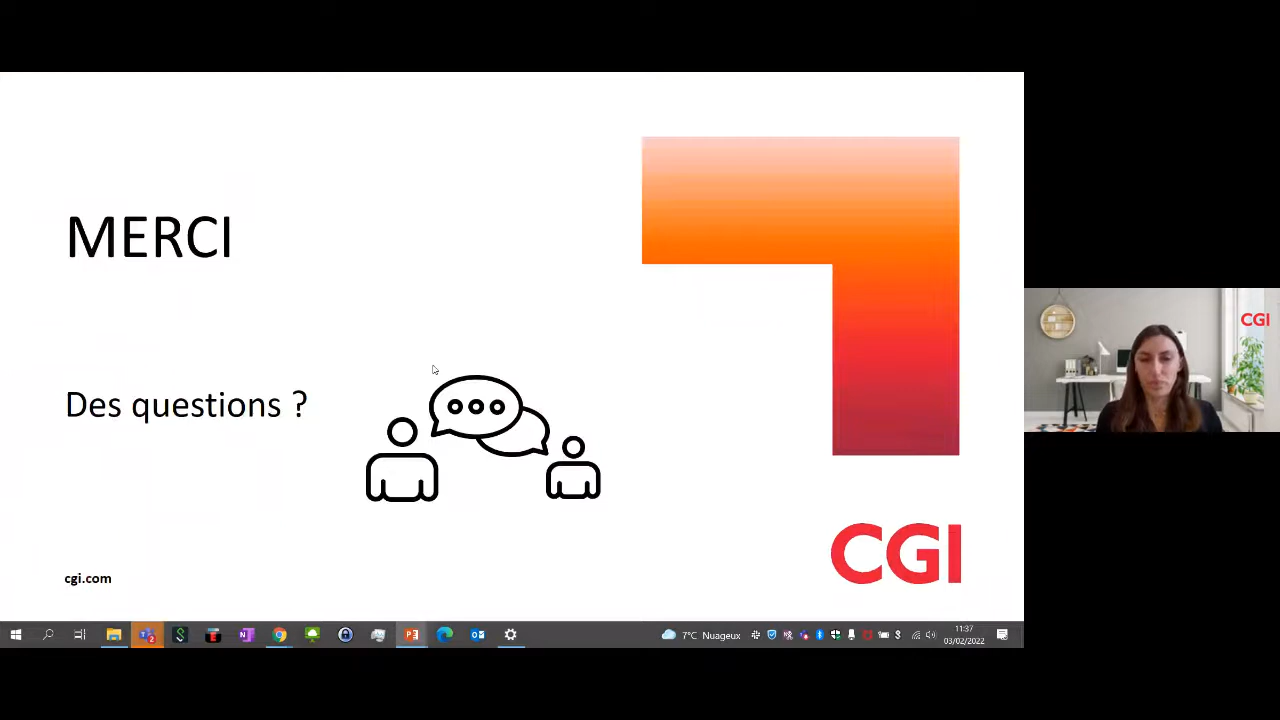 MERCI
Des questions ?
cgi.com
CGI
CGI
7°C Nuageux
11:37
03/02/2022